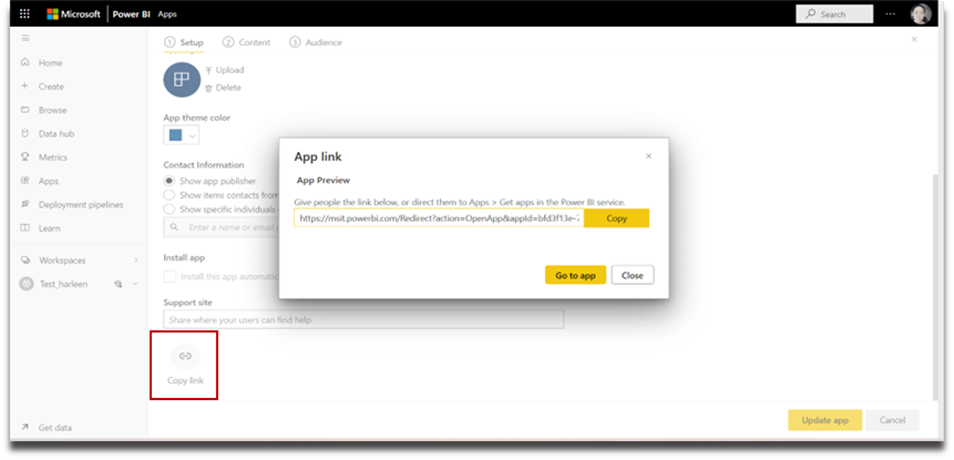 Microsoft Power BI Apps Search
1 Setup 2 Content 3 Audience
Home
Create
Browse
Data hub
Metrics
Apps
Deployment pipelines
Learn
Workspaces
Test_harleen
Get data
Upload
Delete
App theme color
Contact Information
Show app publisher
Show items contacts from
Show specific individuals
Enter a name or email
Install app
Install this app automatic
Support site
Share where your users can find help
Copy link
App link
App Preview
Give people the link below, or direct them to Apps > Get apps in the Power BI service.
https://msit.powerbi.com/Redirect?action=OpenApp&appId=bfd3f13e- Copy
Go to app Close
Update app Cancel